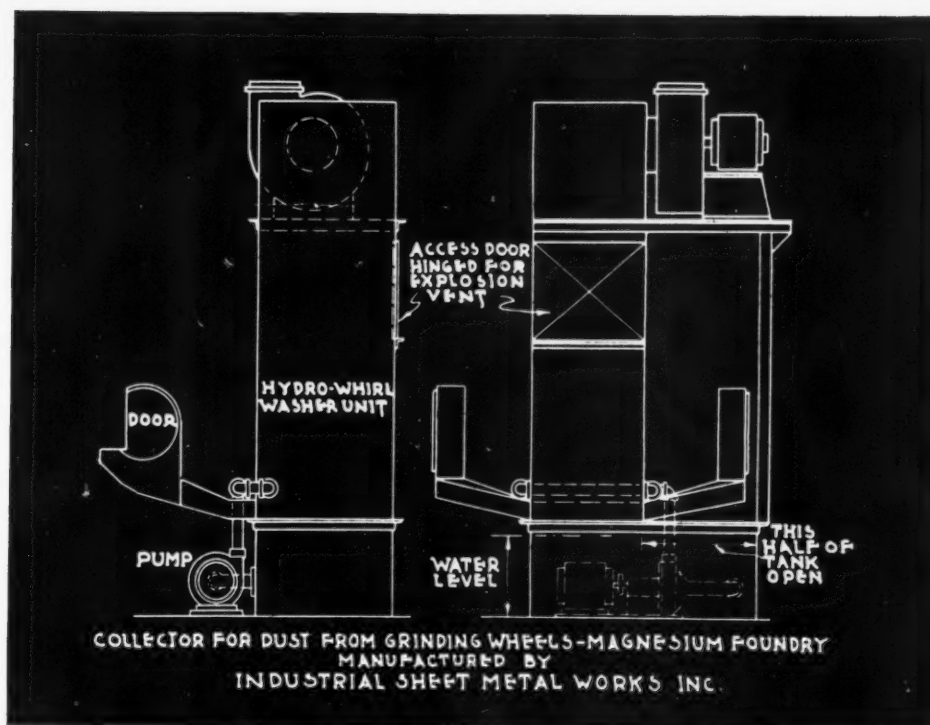 ACCESS DOOR
HINGED FOR
EXPLOSION
VENT
HYDRO-WHIRL
WASHER UNIT
DOOR
PUMP
WATER
LEVEL
THIS
HALF OF
TANK
OPEN
COLLECTOR FOR DUST FROM GRINDING WHEELS-MAGNESIUM FOUNDRY
MANUFACTURED BY
INDUSTRIAL SHEET METAL WORKS INC.